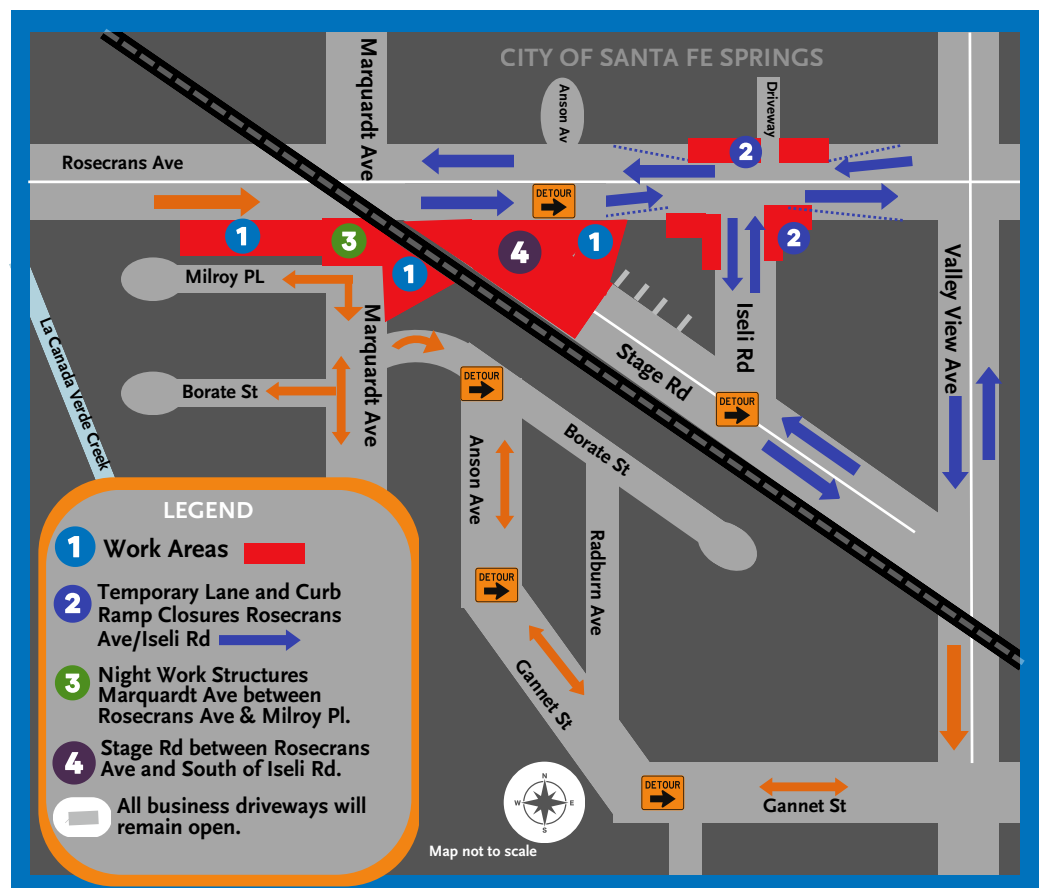 CITY OF SANTA FE SPRINGS
Marquardt Ave
Anson Av
Driveway
Rosecrans Ave
2
DETOUR
1
3
4
1
2
1
Milroy PL
Marquardt Ave
Iseli Rd
Valley View Ave
La Canada Verde Creek
Stage Rd
Borate St
DETOUR
DETOUR
Anson Ave
Borate St
Radburn Ave
DETOUR
Gannet St
DETOUR
Gannet St
N
W
E
S
Map not to scale
LEGEND
1 Work Areas
2 Temporary Lane and Curb
Ramp Closures Rosecrans
Ave/Iseli Rd
3 Night Work Structures
Marquardt Ave between
Rosecrans Ave & Milroy Pl.
4 Stage Rd between Rosecrans
Ave and South of Iseli Rd.
All business driveways will
remain open.